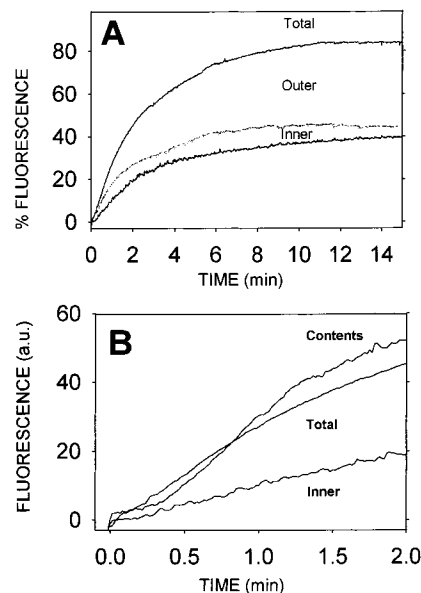 A
Total
Outer
Inner
80
60
40
20
0
% FLUORESCENCE
0 2 4 6 8 10 12 14
TIME (min)
B
Contents
Total
Inner
60
40
20
0
FLUORESCENCE (a.u.)
0.0 0.5 1.0 1.5 2.0
TIME (min)